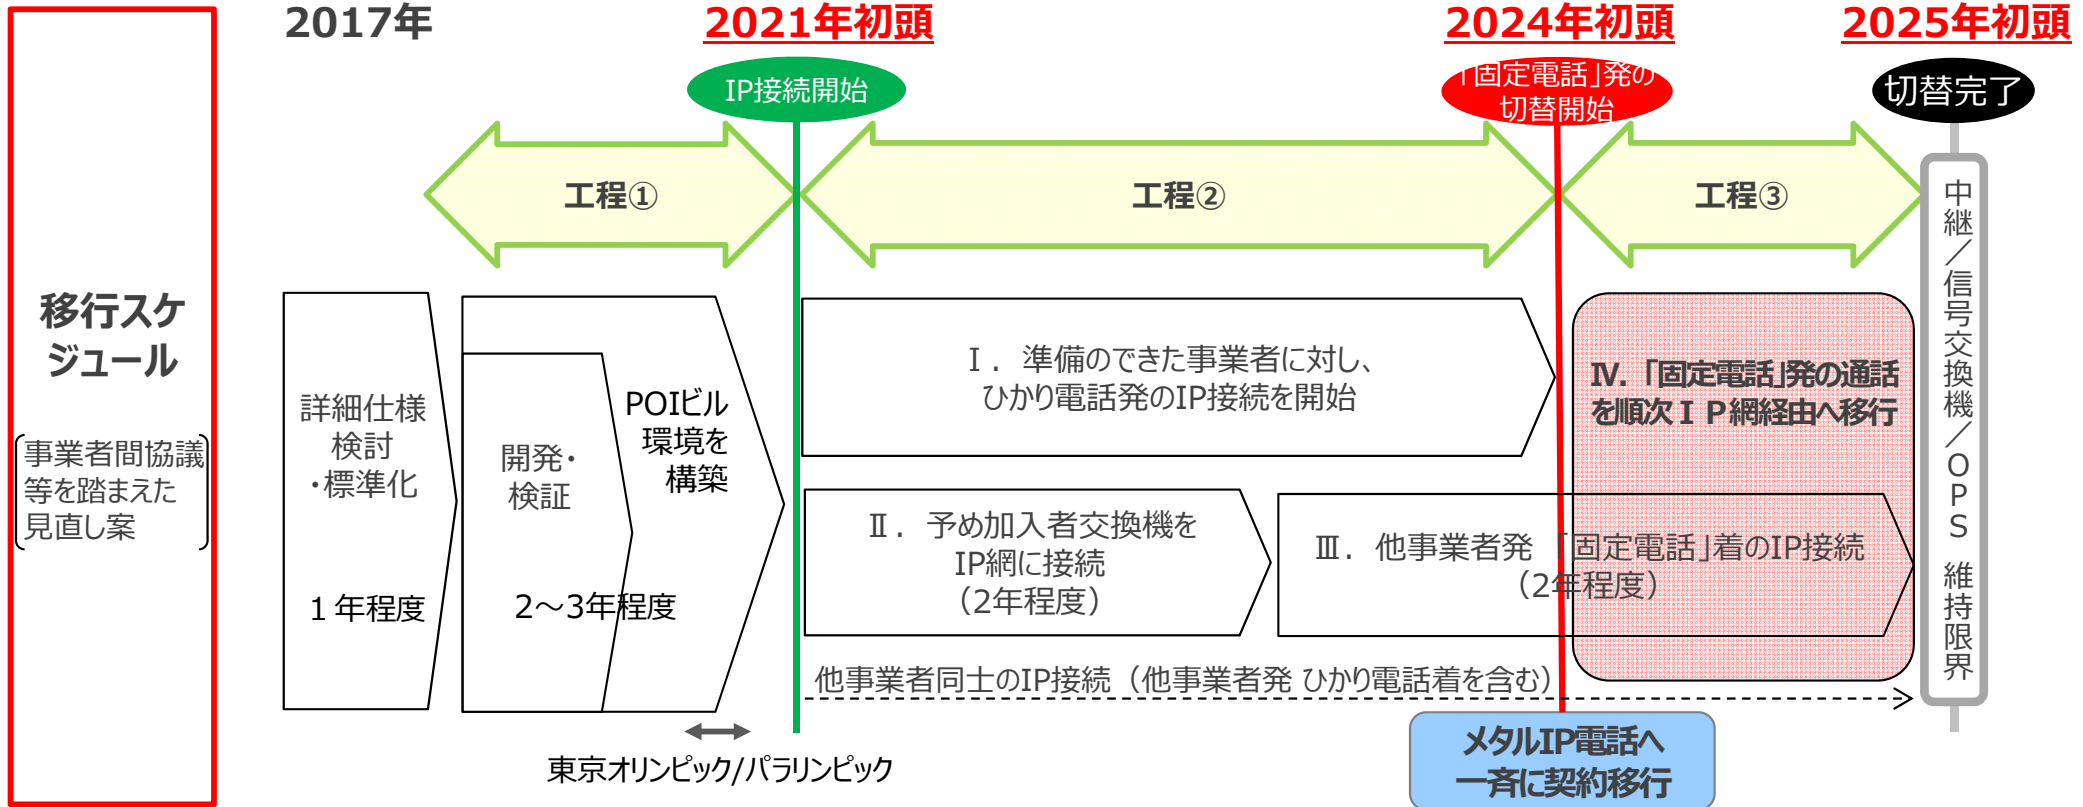 2017年
2021年初頭
2024年初頭
2025年初頭
IP接続開始
「固定電話」発の
切替開始
切替完了
工程①
工程②
工程③
移行スケ
ジュール
事業者間協議
等を踏まえた
見直し案
詳細仕様
検討
・標準化
1年程度
開発・
検証
POIビル
環境を
構築
2～3年程度
Ⅰ．準備のできた事業者に対し、
ひかり電話発のIP接続を開始
Ⅱ．予め加入者交換機を
IP網に接続
（2年程度）
Ⅲ．他事業者発 「固定電話」着のIP接続
（2年程度）
Ⅳ.「固定電話」発の通話
を順次ＩＰ網経由へ移行
中継／信号交換機／OPS 維持限界
他事業者同士のIP接続（他事業者発 ひかり電話着を含む）
東京オリンピック/パラリンピック
メタルIP電話へ
一斉に契約移行